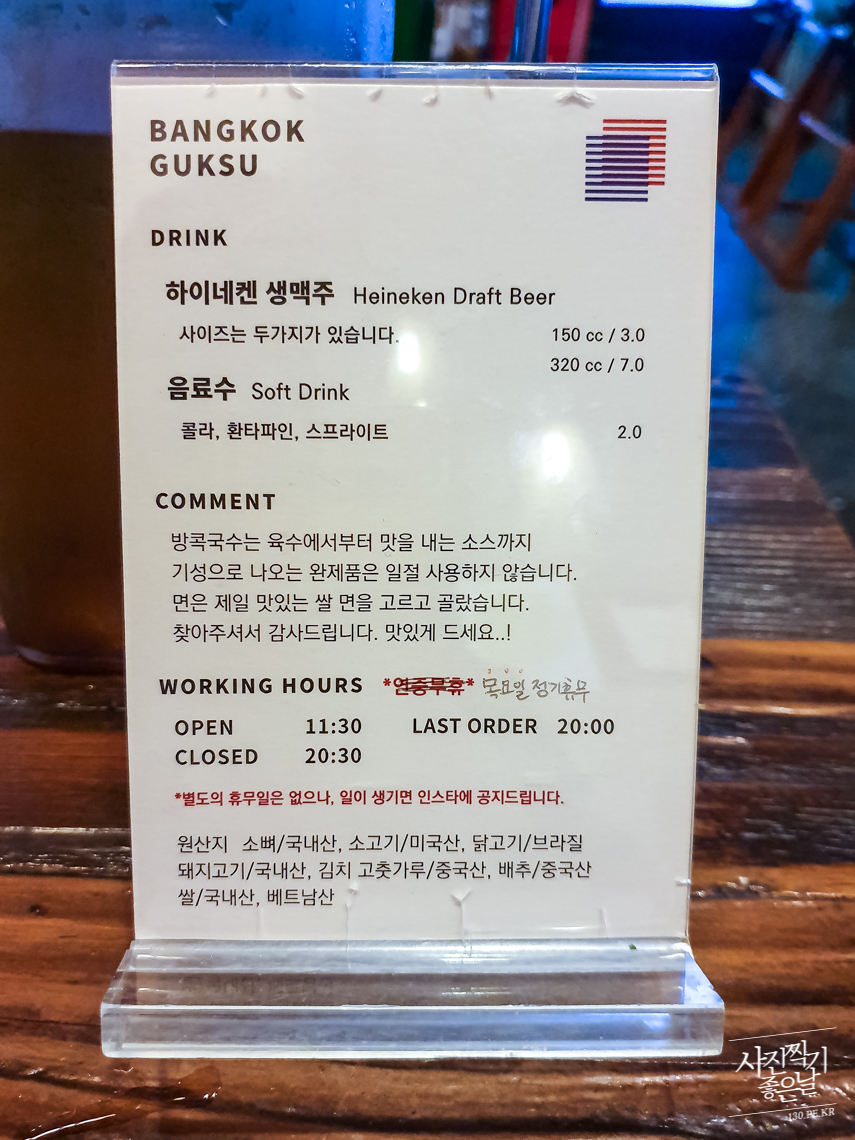 BANGKOK
GUKSU
DRINK
하이네켄 생맥주 Heineken Draft Beer
사이즈는 두가지가 있습니다. 150 cc / 3.0
320 cc / 7.0
음료수 Soft Drink
콜라, 환타파인, 스프라이트 2.0
COMMENT
방콕국수는 육수에서부터 맛을 내는 소스까지
기성으로 나오는 완제품은 일절 사용하지 않습니다.
면은 제일 맛있는 쌀 면을 고르고 골랐습니다.
찾아주셔서 감사드립니다. 맛있게 드세요..!
WORKING HOURS *연중무휴* 목요일 정기휴무
OPEN 11:30 LAST ORDER 20:00
CLOSED 20:30
*별도의 휴무일은 없으나, 일이 생기면 인스타에 공지드립니다.
원산지 소뼈/국내산, 소고기/미국산, 닭고기/브라질
돼지고기/국내산, 김치 고춧가루/중국산, 배추/중국산
쌀/국내산, 베트남산
사진찍기
좋은날
130.PE.KR